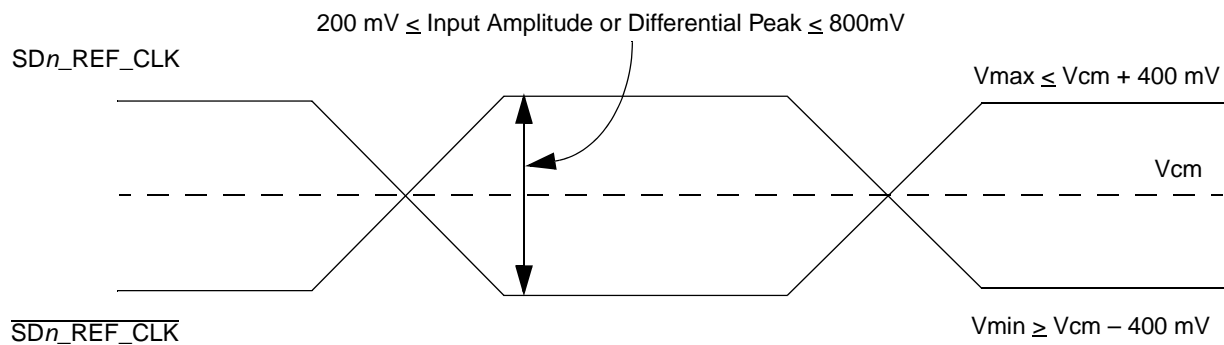 200 mV ≤ Input Amplitude or Differential Peak ≤ 800mV
SDn_REF_CLK
Vmax ≤ Vcm + 400 mV
Vcm
SDn_REF_CLK
Vmin ≥ Vcm – 400 mV